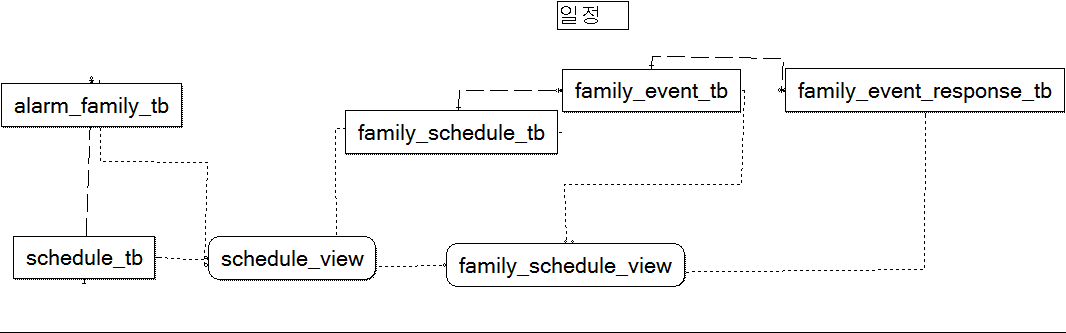 일정
alarm_family_tb
family_event_tb
family_event_response_tb
family_schedule_tb
schedule_tb
schedule_view
family_schedule_view